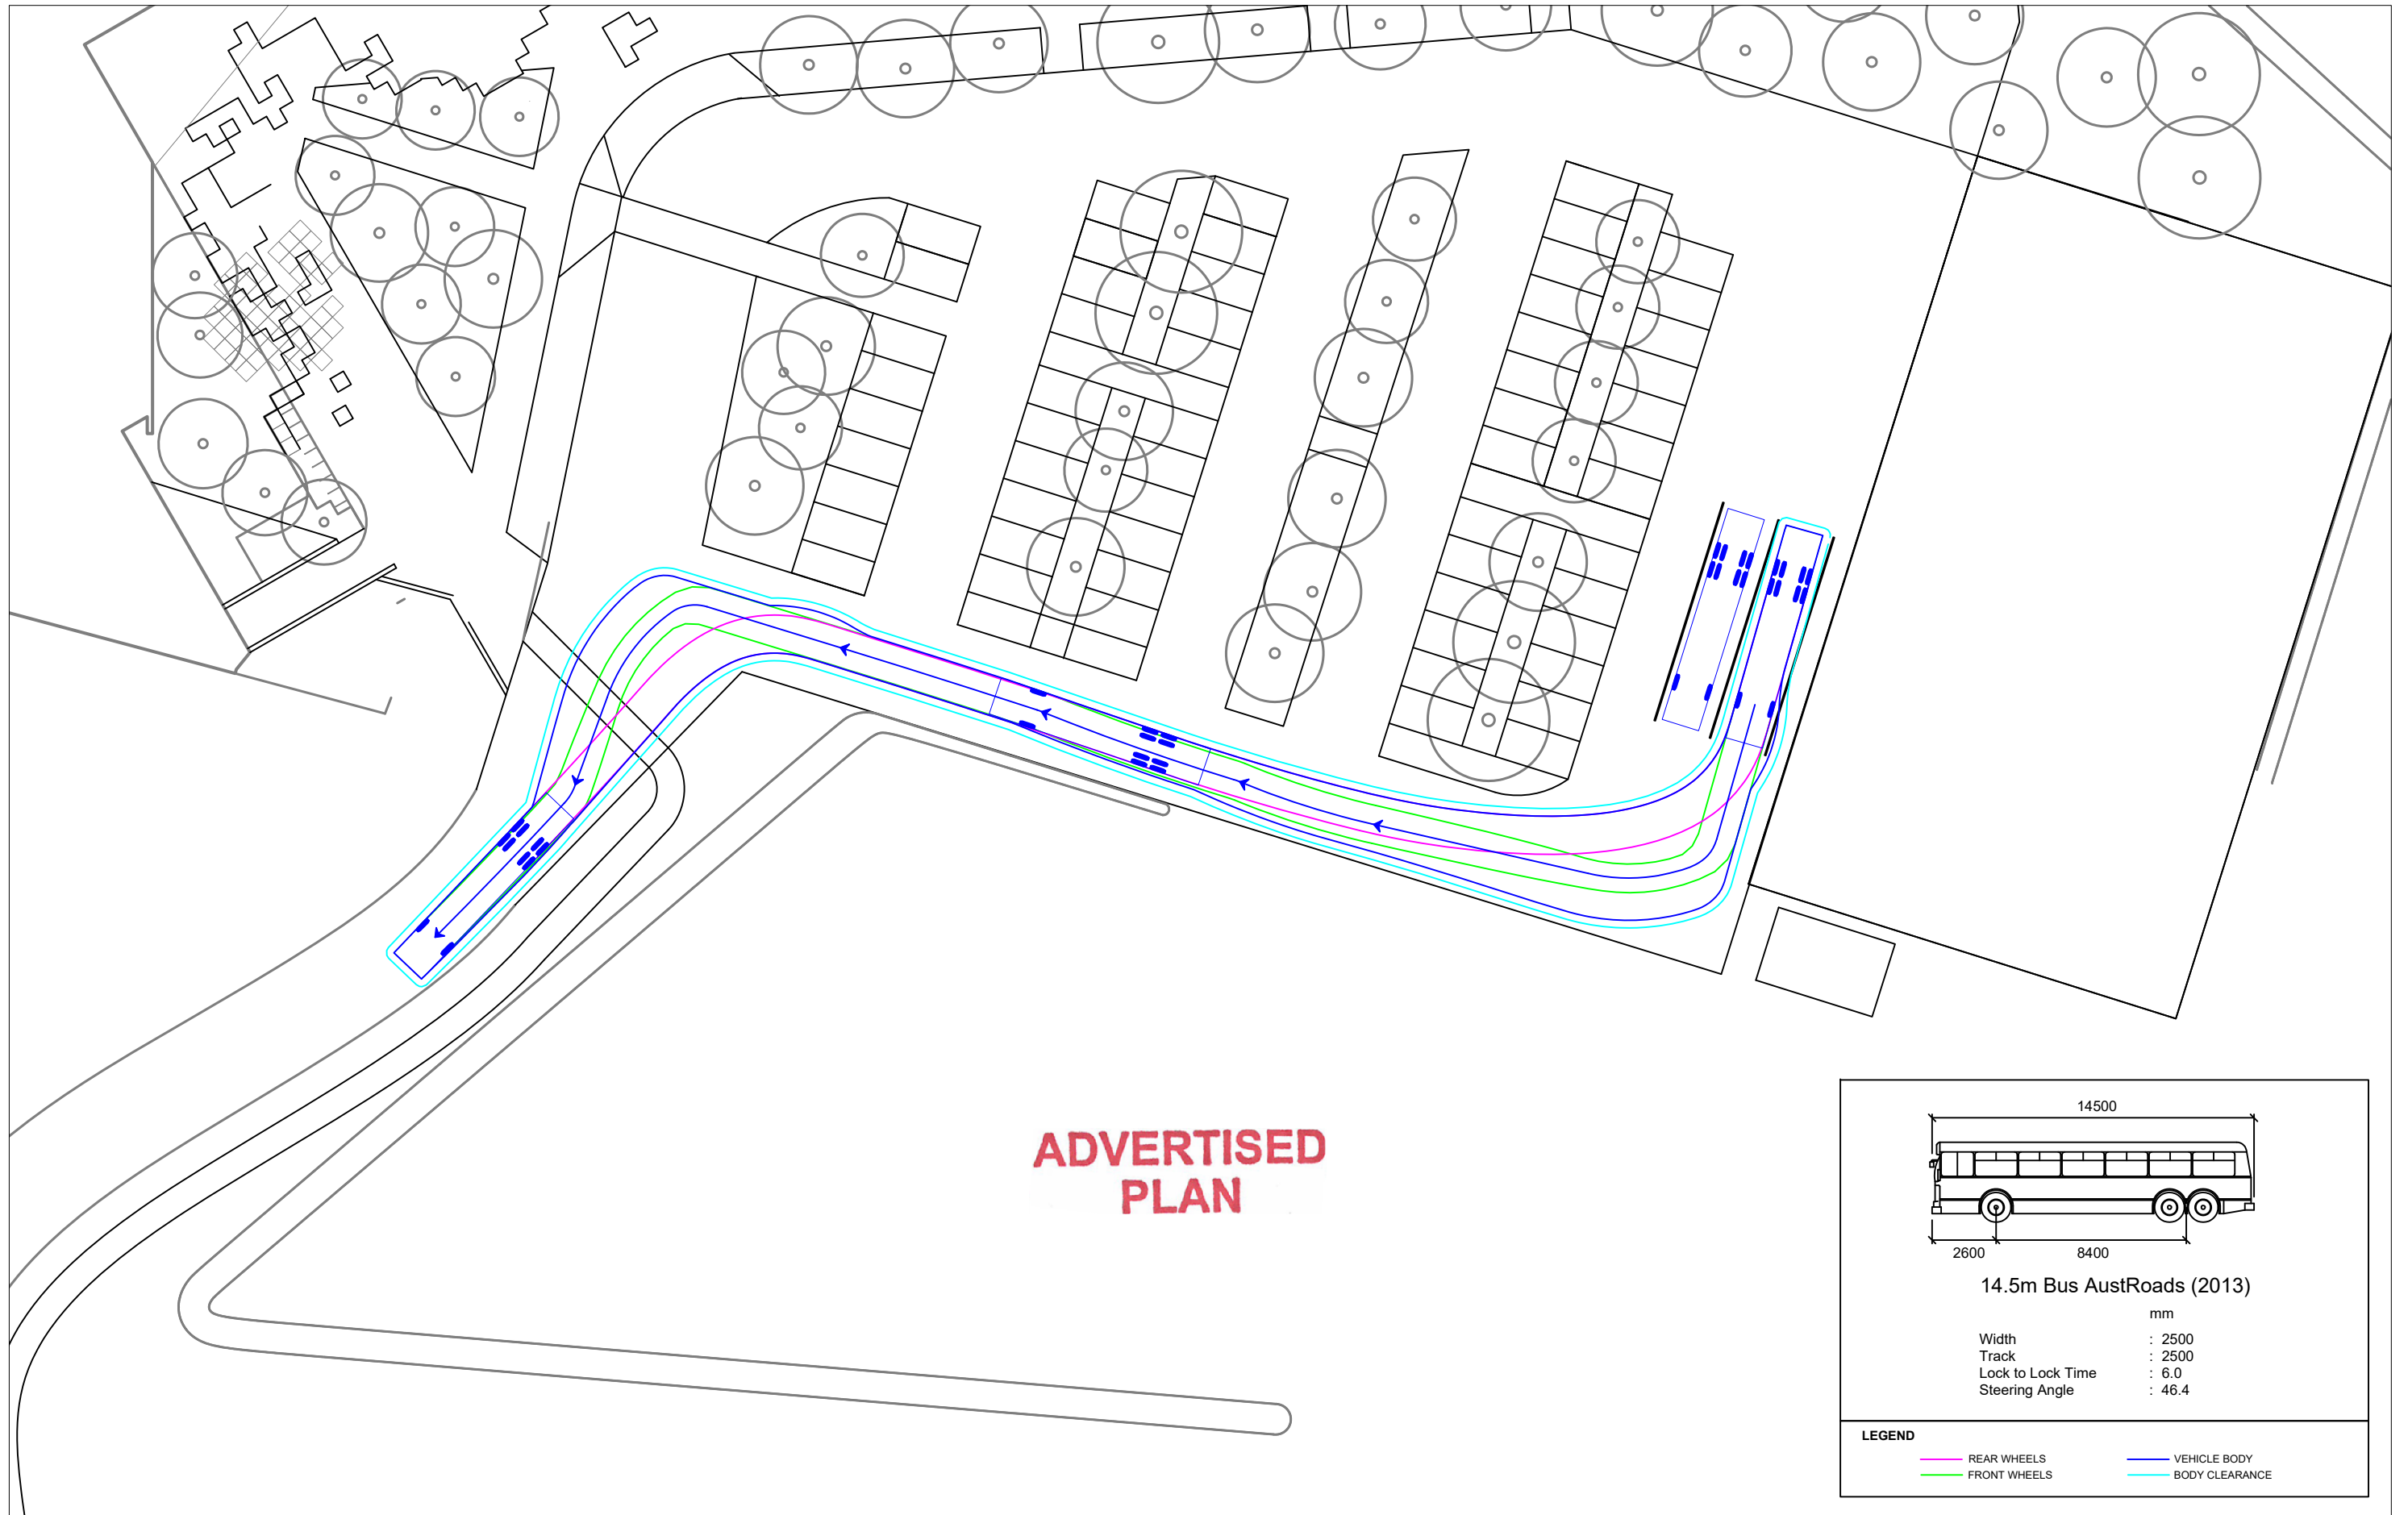 ADVERTISED
PLAN
14500
2600 8400
14.5m Bus AustRoads (2013)
mm
Width : 2500
Track : 2500
Lock to Lock Time : 6.0
Steering Angle : 46.4
LEGEND
REAR WHEELS VEHICLE BODY
FRONT WHEELS BODY CLEARANCE